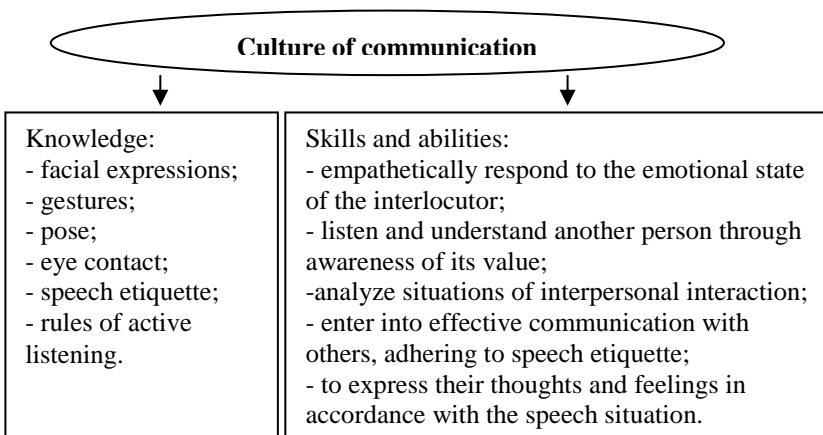 Culture of communication
Knowledge:
- facial expressions;
- gestures;
- pose;
- eye contact;
- speech etiquette;
- rules of active
listening.
Skills and abilities:
- empathetically respond to the emotional state
of the interlocutor;
- listen and understand another person through
awareness of its value;
-analyze situations of interpersonal interaction;
- enter into effective communication with
others, adhering to speech etiquette;
- to express their thoughts and feelings in
accordance with the speech situation.